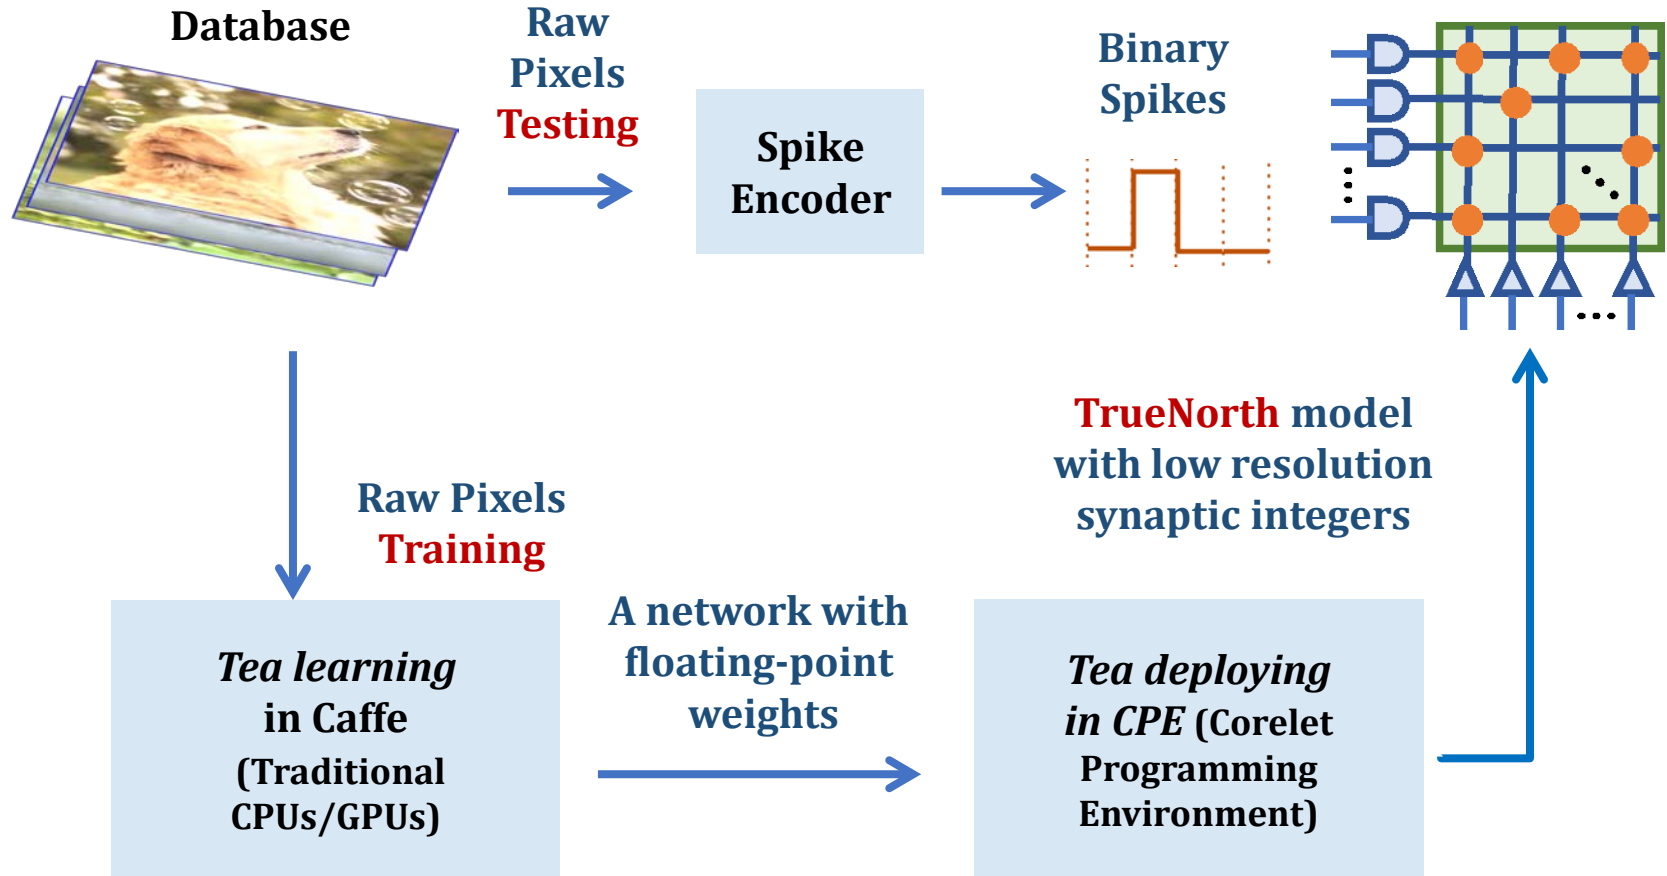 Database
Raw
Pixels
Testing
Spike
Encoder
Binary
Spikes
Raw Pixels
Training
TrueNorth model
with low resolution
synaptic integers
Tea learning
in Caffe
(Traditional
CPUs/GPUs)
A network with
floating-point
weights
Tea deploying
in CPE (Corelet
Programming
Environment)